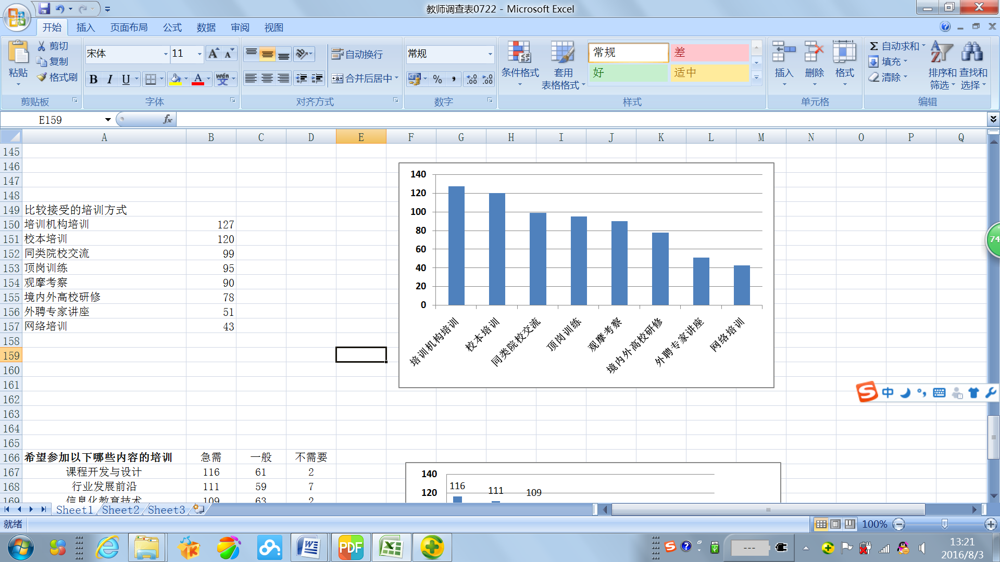 教师调查表0722 - Microsoft Excel
开始 插入 页面布局 公式 数据 审阅 视图
粘贴 剪切 复制 格式刷 剪贴板
宋体 11 B I U A wén 字体
自动换行 合并后居中 对齐方式
常规 % , 数字
条件格式 套用表格格式 常规 差 好 适中 样式
插入 删除 格式 单元格
Σ 自动求和 填充 清除 排序和筛选 查找和选择 编辑
E159 fx
A B C D E F G H I J K L M N O P Q
145
146
147
148
149 比较接受的培训方式
150 培训机构培训 127
151 校本培训 120
152 同类院校交流 99
153 顶岗训练 95
154 观摩考察 90
155 境内外高校研修 78
156 外聘专家讲座 51
157 网络培训 43
158
159
160
161
162
163
164
165
166 希望参加以下哪些内容的培训 急需 一般 不需要
167 课程开发与设计 116 61 2
168 行业发展前沿 111 59 7
169 信息化教育技术 109 63 2
140
120
100
80
60
40
20
0
培训机构培训 校本培训 同类院校交流 顶岗训练 观摩考察 境内外高校研修 外聘专家讲座 网络培训
140
120
116 111 109
74
中
Sheet1 Sheet2 Sheet3
就绪 100%
PDF
---
13:21
2016/8/3